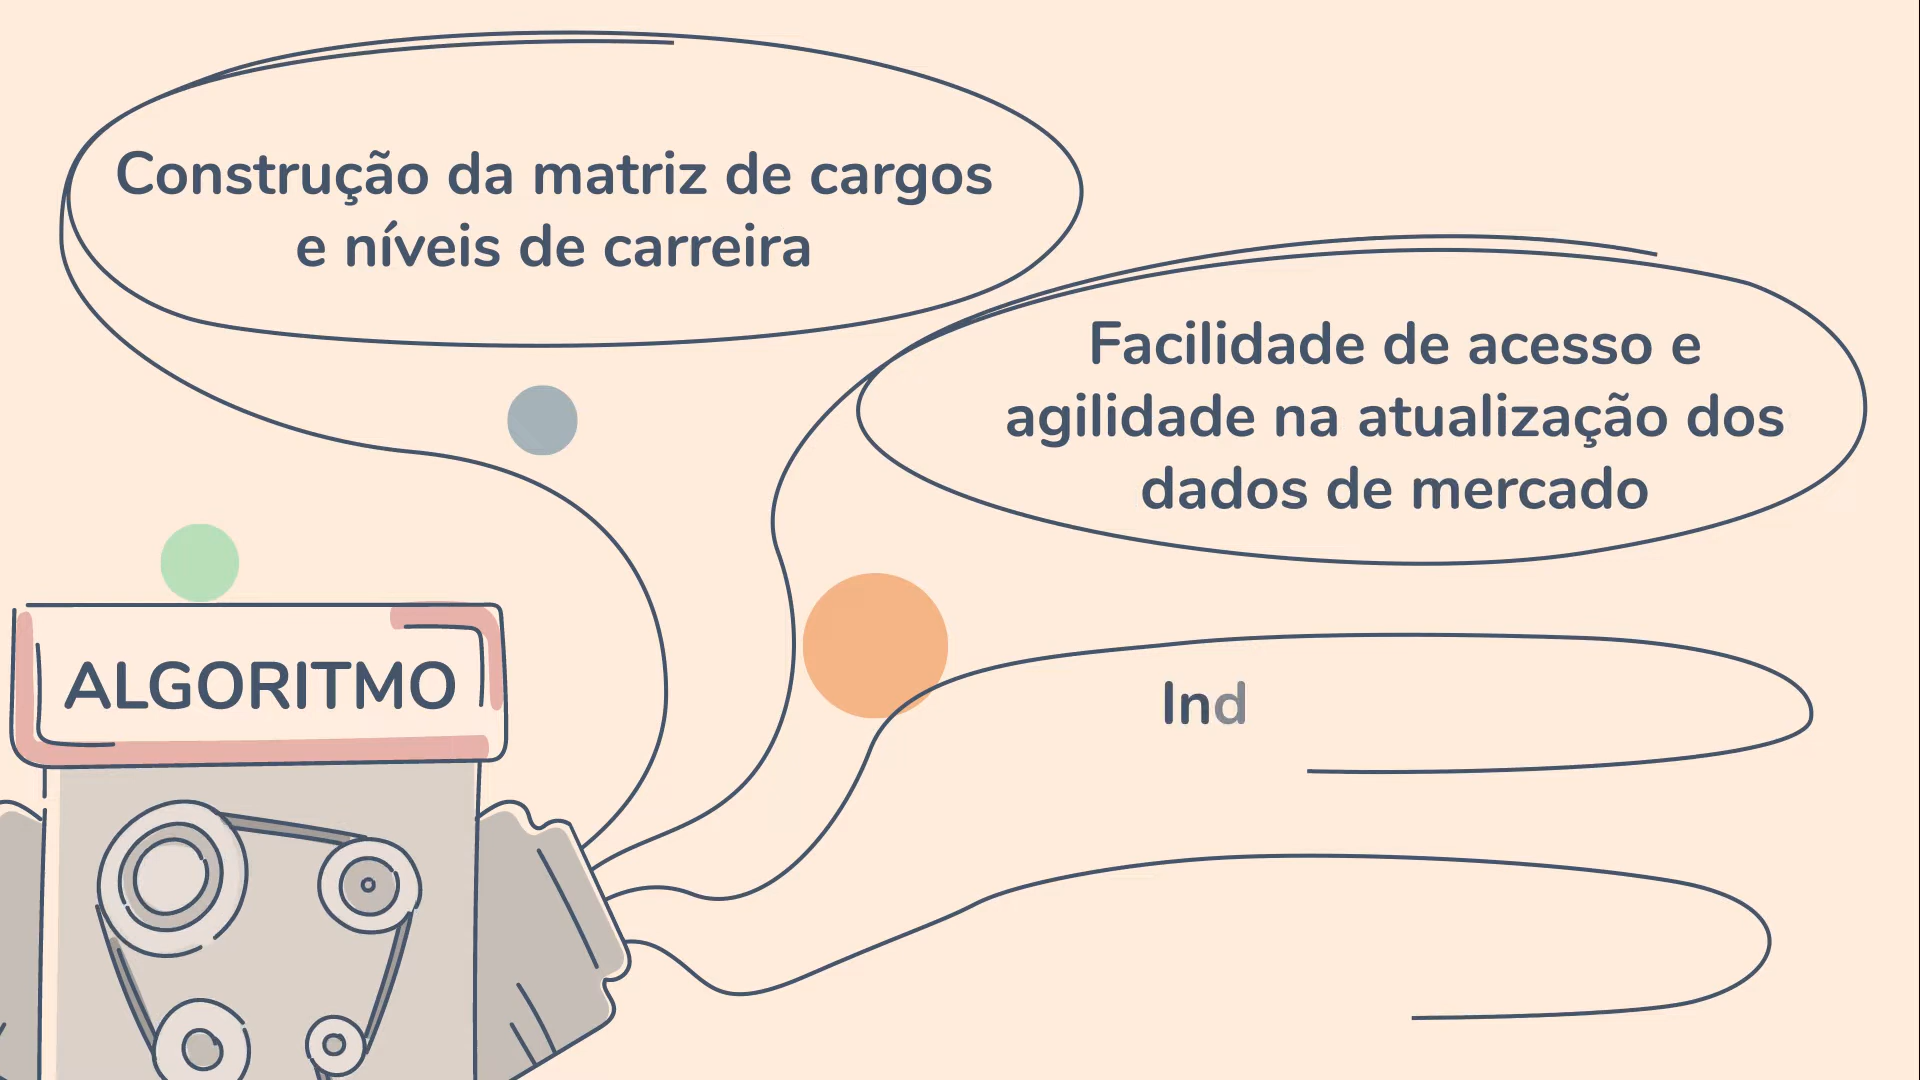 Construção da matriz de cargos
e níveis de carreira
Facilidade de acesso e
agilidade na atualização dos
dados de mercado
ALGORITMO
Ind